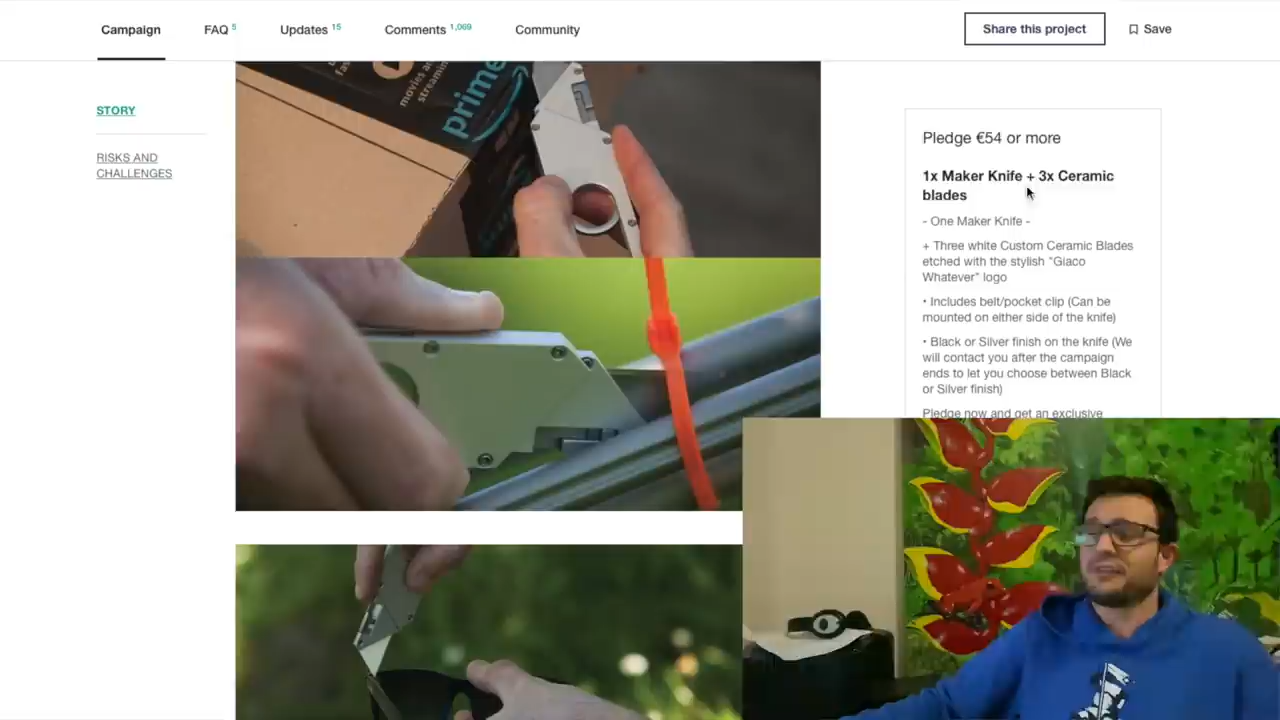 Campaign
FAQ 5
Updates 15
Comments 1,069
Community
Share this project
Save
STORY
RISKS AND
CHALLENGES
movies an
streamin
prime
Pledge €54 or more
1x Maker Knife + 3x Ceramic
blades
- One Maker Knife -
+ Three white Custom Ceramic Blades
etched with the stylish "Giaco
Whatever" logo
• Includes belt/pocket clip (Can be
mounted on either side of the knife)
• Black or Silver finish on the knife (We
will contact you after the campaign
ends to let you choose between Black
or Silver finish)
Pledge now and get an exclusive